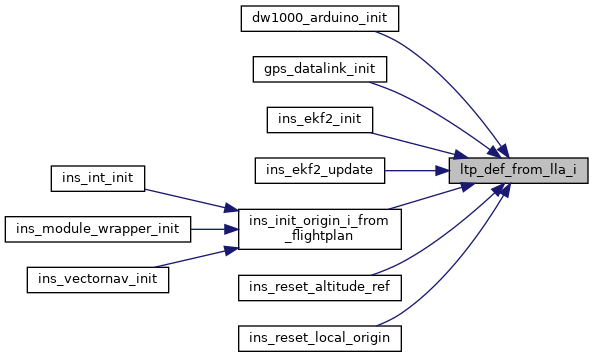 dw1000_arduino_init
gps_datalink_init
ins_ekf2_init
ltp_def_from_lla_i
ins_ekf2_update
ins_int_init
ins_init_origin_i_from
_flightplan
ins_module_wrapper_init
ins_vectornav_init
ins_reset_altitude_ref
ins_reset_local_origin